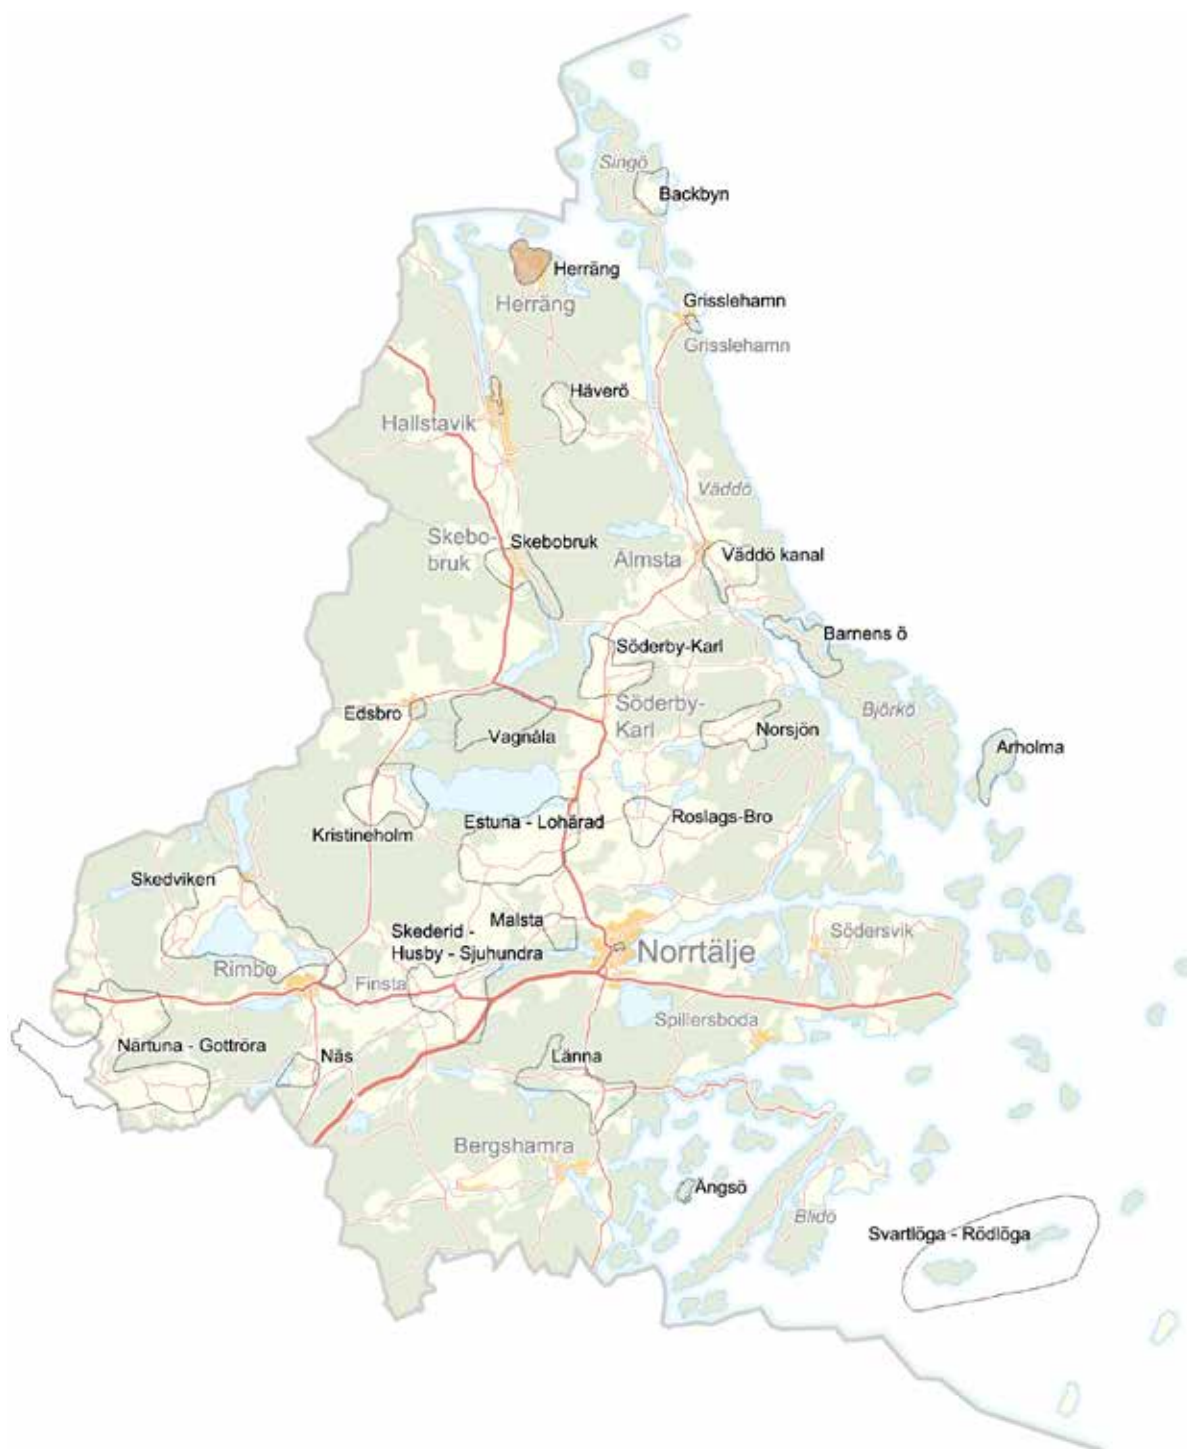 Singö
Backbyn
Herräng
Herräng
Grisslehamn
Grisslehamn
Häverö
Hallstavik
Väddö
Skebo-
bruk
Skebobruk
Älmsta
Väddö kanal
Barnens ö
Söderby-Karl
Söderby-
Karl
Björkö
Edsbro
Vagnåla
Norsjön
Arholma
Kristineholm
Estuna - Lohärad
Roslags-Bro
Skedviken
Malsta
Skederid -
Husby - Sjuhundra
Norrtälje
Södersvik
Rimbo
Finsta
Spillersboda
Närtuna - Gottröra
Näs
Länna
Bergshamra
Ängsö
Blidö
Svartlöga - Rödlöga